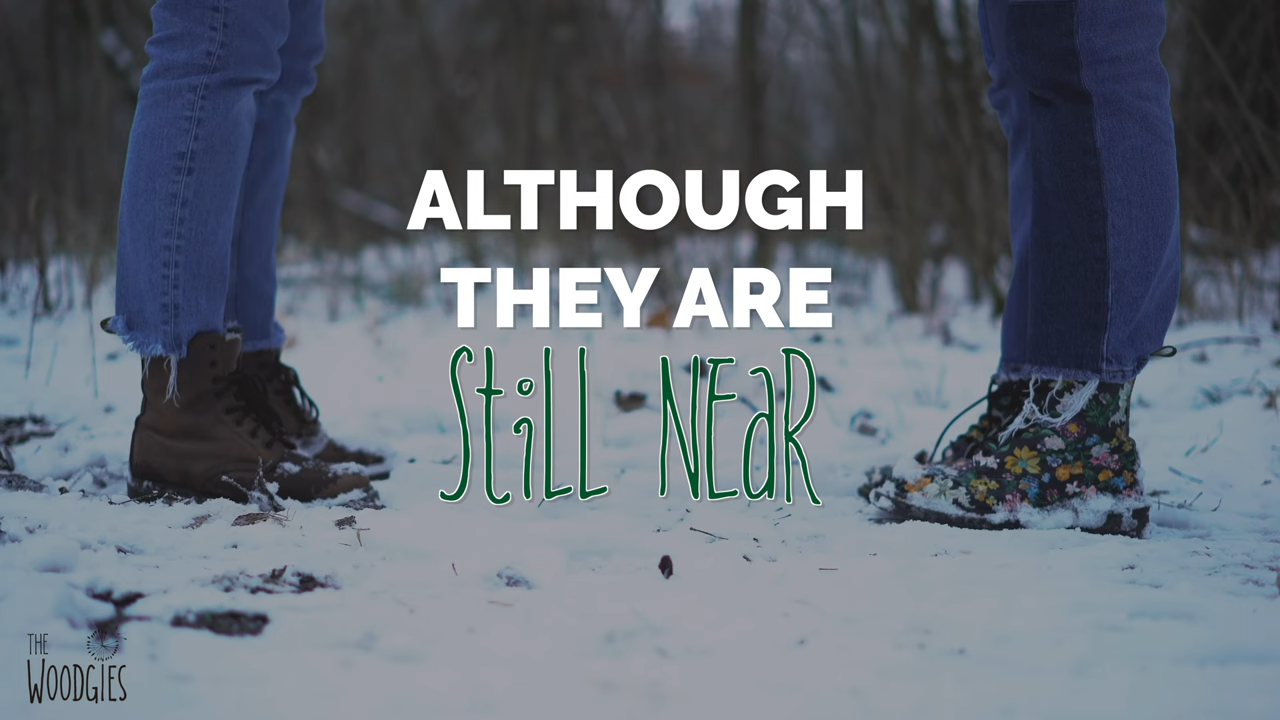 ALTHOUGH
THEY ARE
StiLL NEaR
THE
WOODGIES